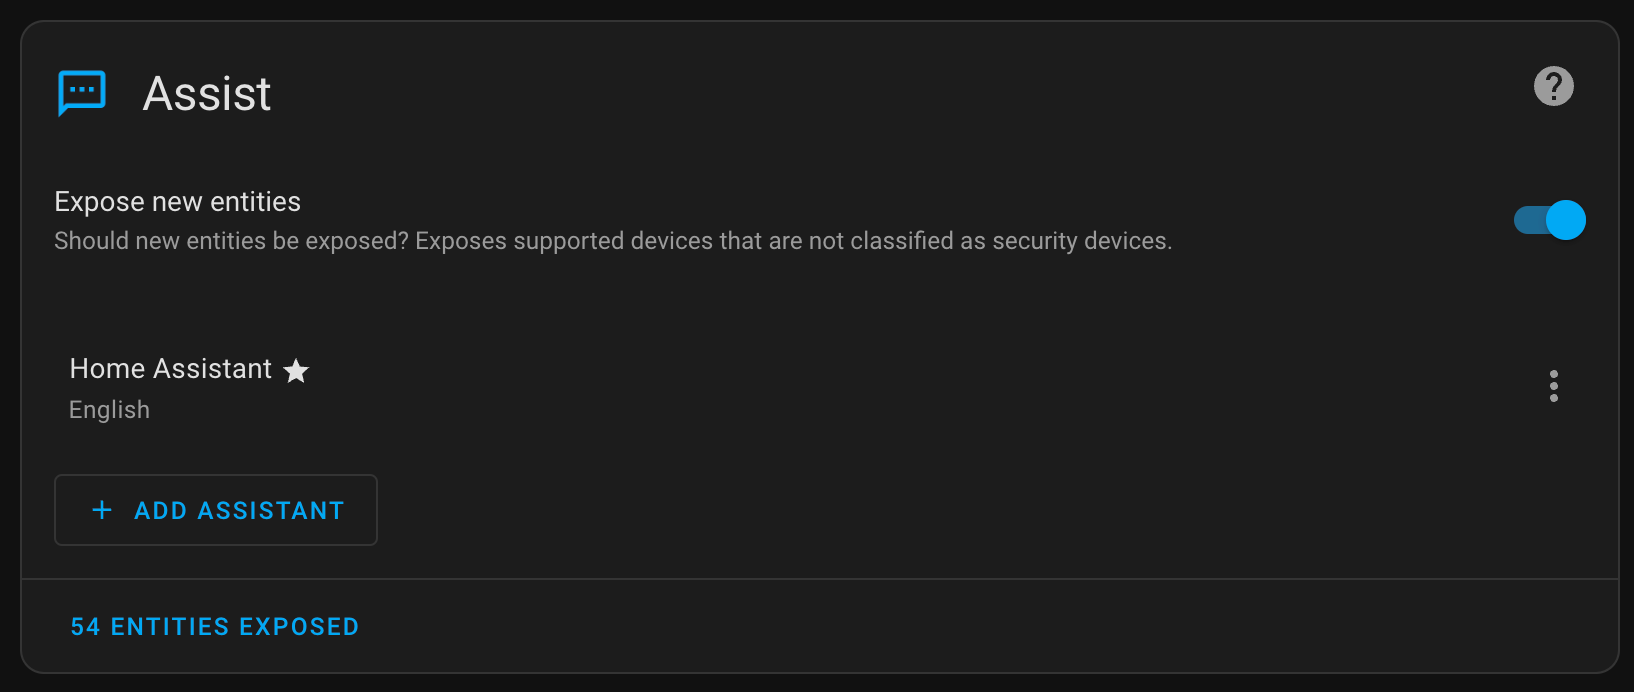 Assist
Expose new entities
Should new entities be exposed? Exposes supported devices that are not classified as security devices.
Home Assistant
English
+ ADD ASSISTANT
54 ENTITIES EXPOSED